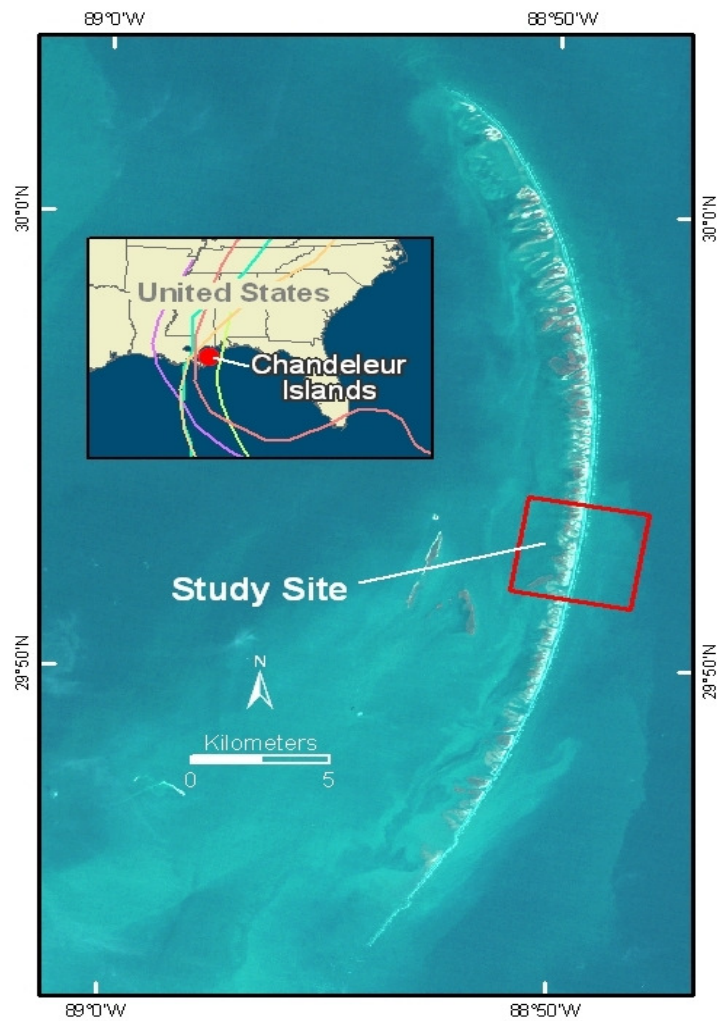 89°0'W
88°50'W
30°0'N
30°0'N
United States
Chandeleur
Islands
Study Site
29°50'N
29°50'N
N
Kilometers
0
5
89°0'W
88°50'W